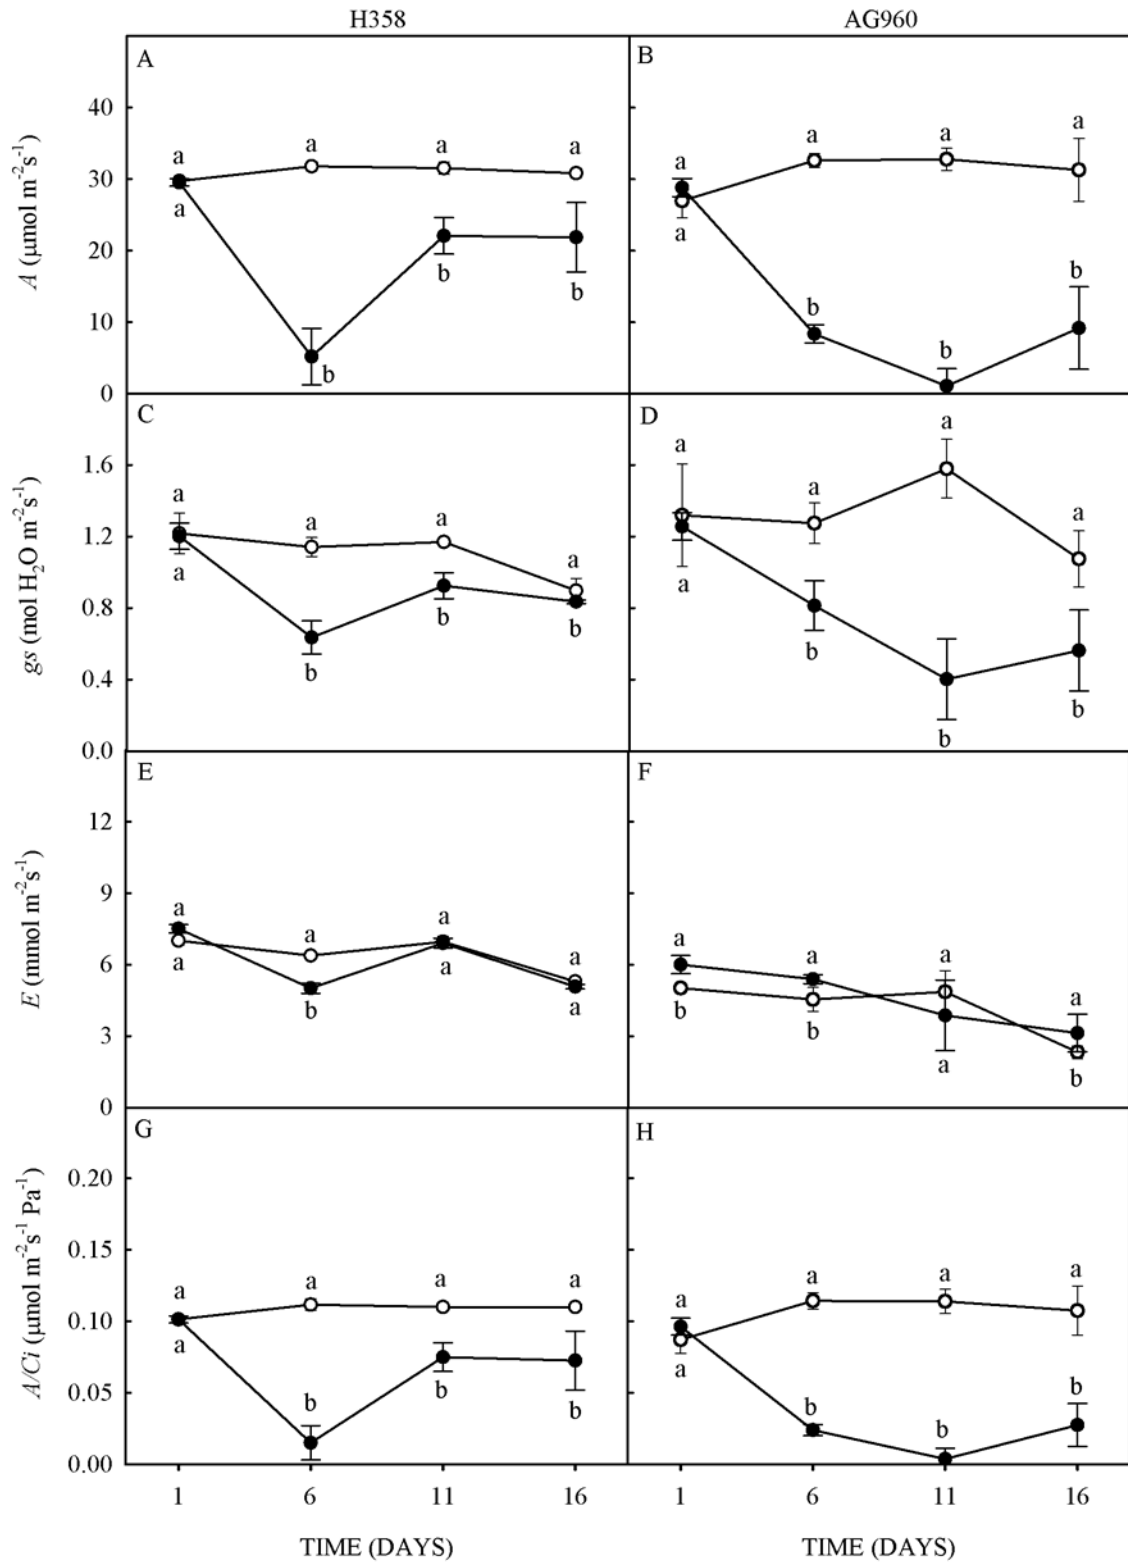 H358 AG960
A B
a a a a a a a a
a b b b a b b b
40
30
20
10
0
A (μmol m⁻²s⁻¹)
C D
a a a a a a a a
a b b b a b b b
1.6
1.2
0.8
0.4
0.0
gs (mol H₂O m⁻²s⁻¹)
E F
a a a a a a a a
a b a a b b a b
12
9
6
3
0
E (mmol m⁻²s⁻¹)
G H
a a a a a a a a
a b b b a b b b
0.20
0.15
0.10
0.05
0.00
A/Ci (μmol m⁻²s⁻¹ Pa⁻¹)
1 6 11 16 1 6 11 16
TIME (DAYS) TIME (DAYS)